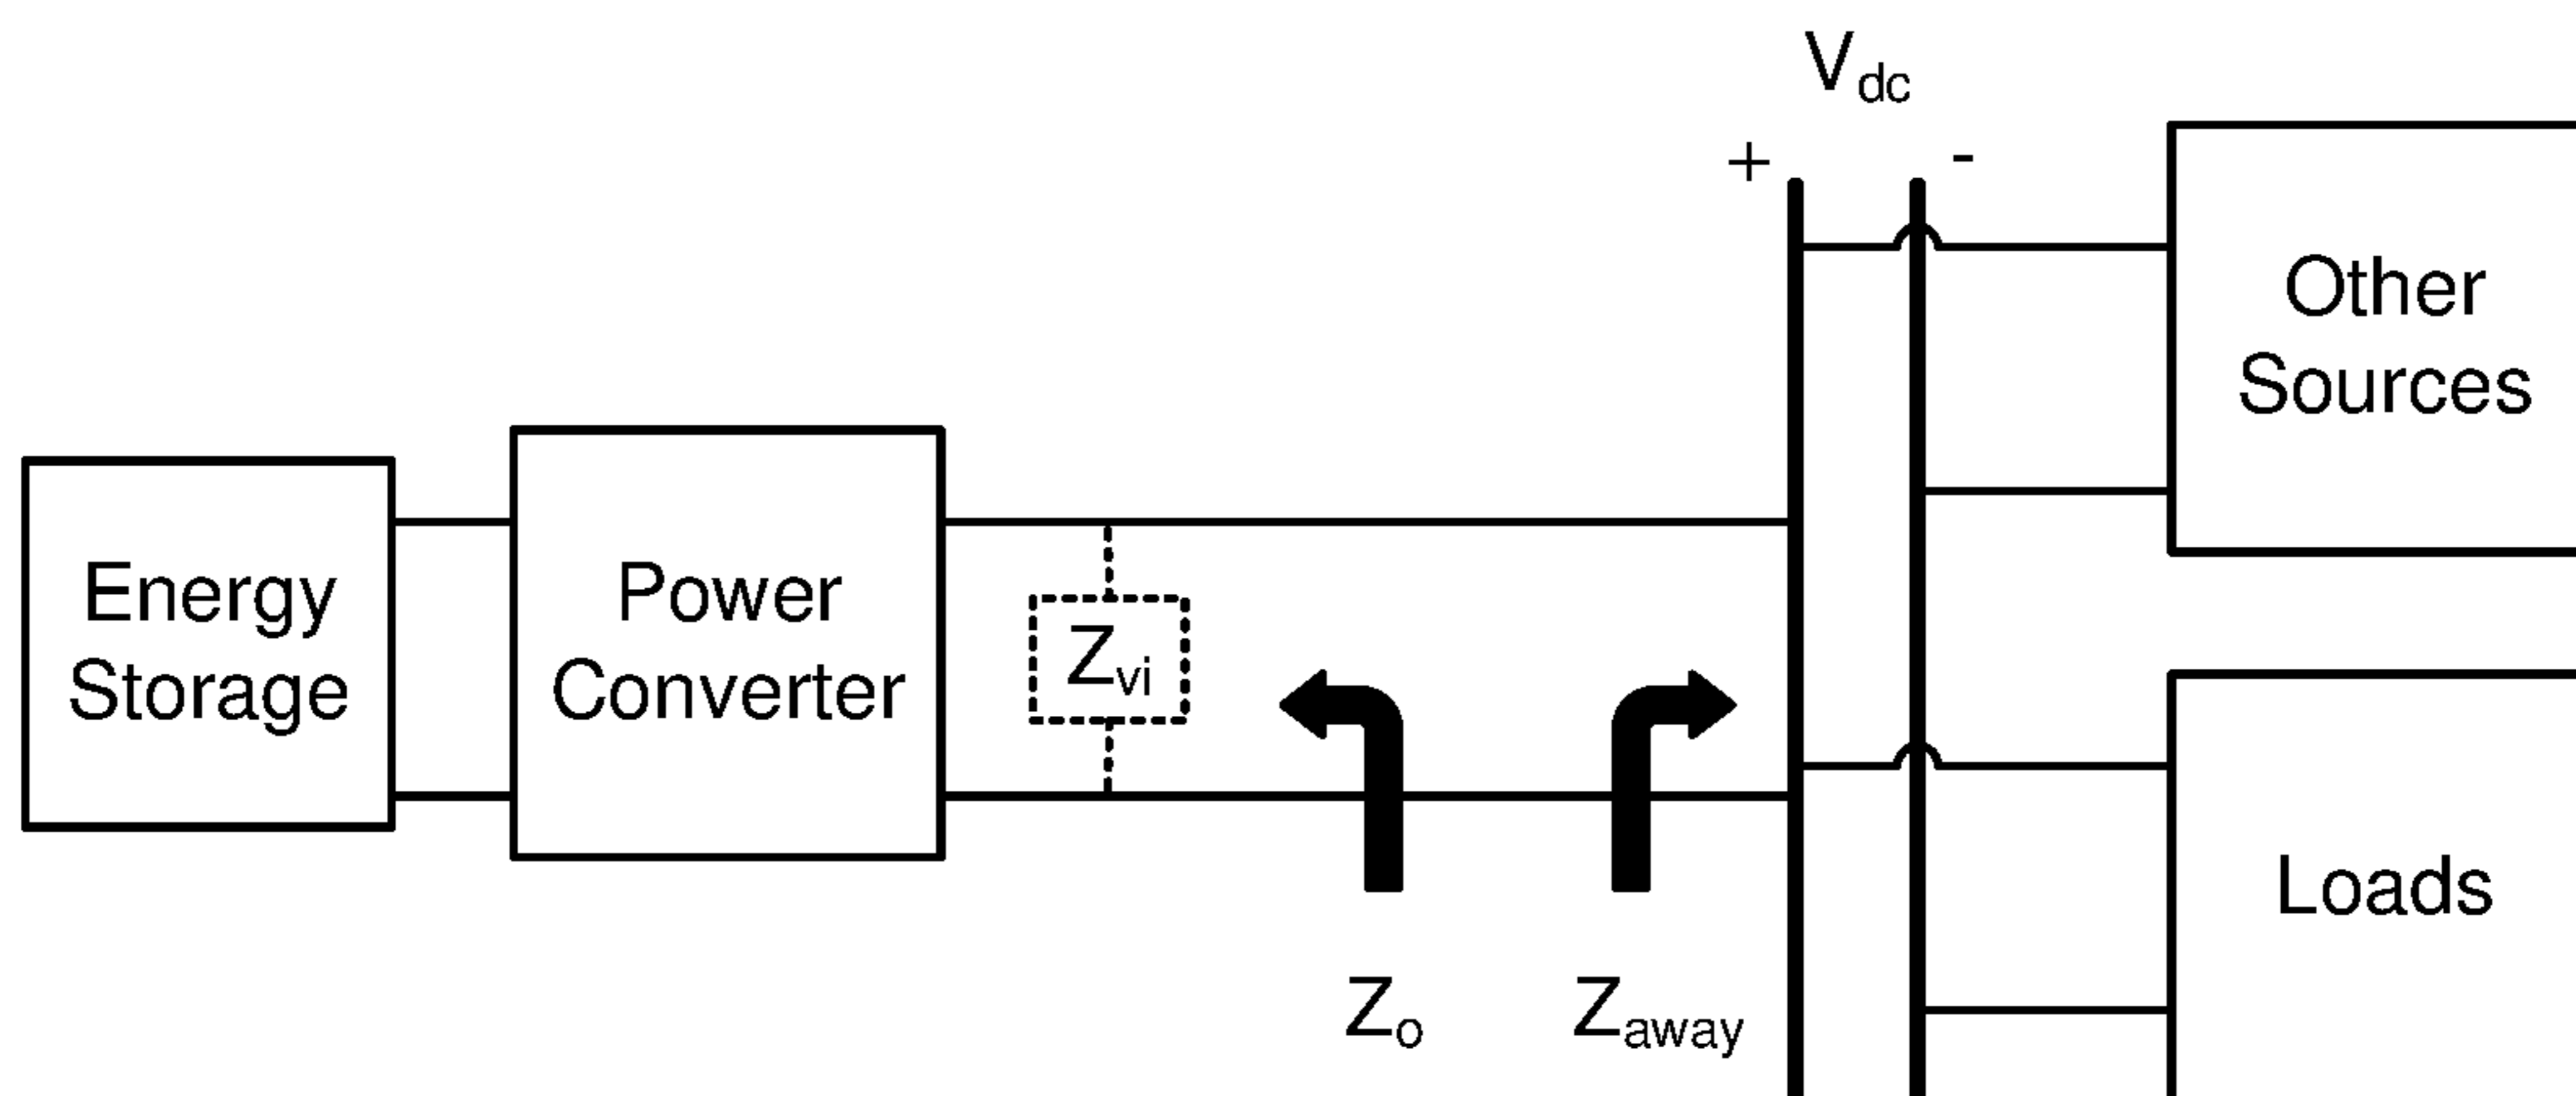 Vdc
+ -
Other
Sources
Energy
Storage
Power
Converter
Zvi
Loads
Zo
Zaway